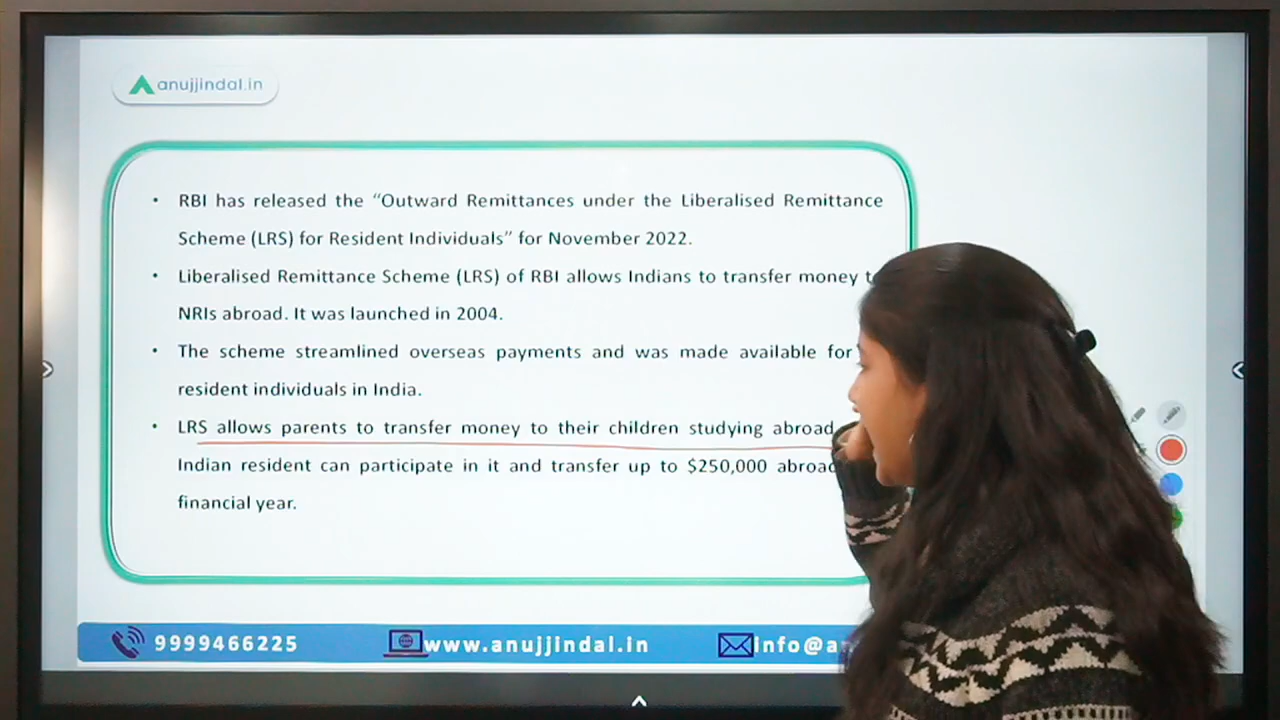 anujjindal.in
• RBI has released the “Outward Remittances under the Liberalised Remittance
Scheme (LRS) for Resident Individuals” for November 2022.
• Liberalised Remittance Scheme (LRS) of RBI allows Indians to transfer money
NRIs abroad. It was launched in 2004.
• The scheme streamlined overseas payments and was made available for
resident individuals in India.
• LRS allows parents to transfer money to their children studying abroad
Indian resident can participate in it and transfer up to $250,000 abroad
financial year.
9999466225 www.anujjindal.in info@a